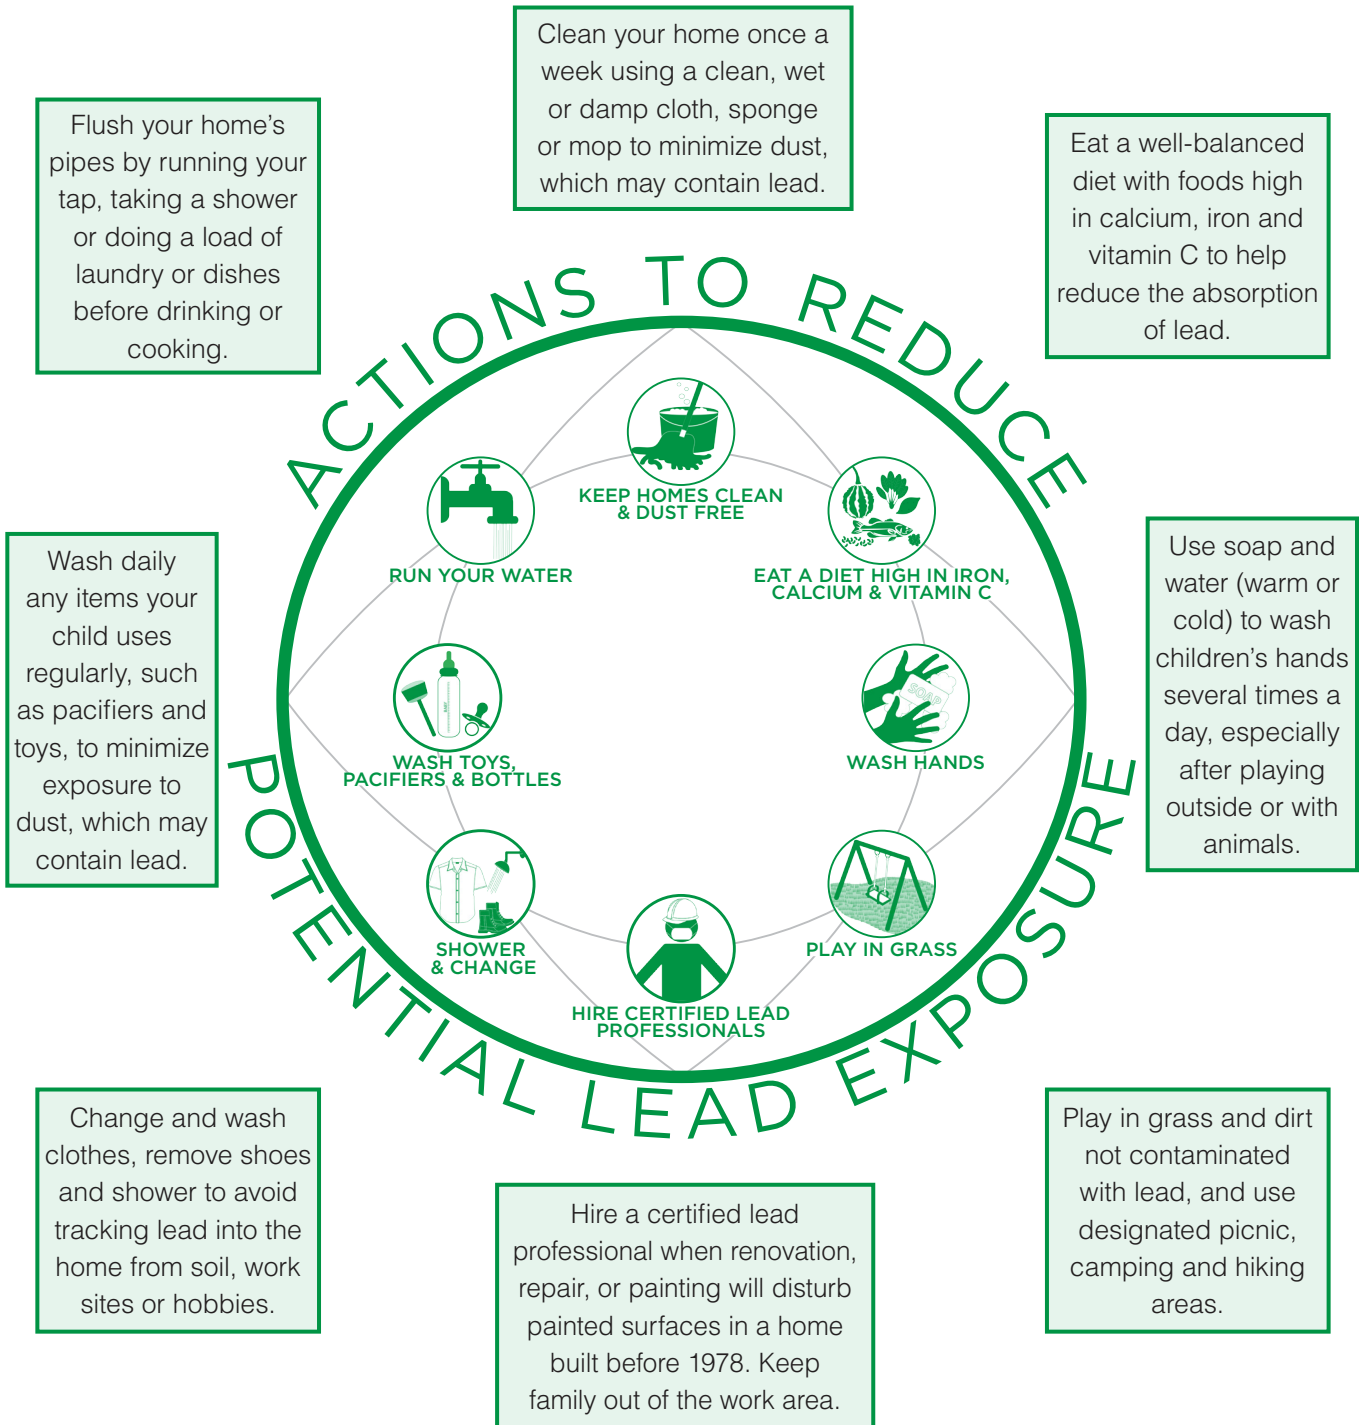 Clean your home once a
week using a clean, wet
or damp cloth, sponge
or mop to minimize dust,
which may contain lead.
Flush your home’s
pipes by running your
tap, taking a shower
or doing a load of
laundry or dishes
before drinking or
cooking.
Eat a well-balanced
diet with foods high
in calcium, iron and
vitamin C to help
reduce the absorption
of lead.
ACTIONS TO REDUCE
POTENTIAL LEAD EXPOSURE
KEEP HOMES CLEAN
& DUST FREE
RUN YOUR WATER
EAT A DIET HIGH IN IRON,
CALCIUM & VITAMIN C
WASH TOYS,
PACIFIERS & BOTTLES
SOAP
WASH HANDS
SHOWER
& CHANGE
HIRE CERTIFIED LEAD
PROFESSIONALS
PLAY IN GRASS
Wash daily
any items your
child uses
regularly, such
as pacifiers and
toys, to minimize
exposure to
dust, which may
contain lead.
Use soap and
water (warm or
cold) to wash
children’s hands
several times a
day, especially
after playing
outside or with
animals.
Change and wash
clothes, remove shoes
and shower to avoid
tracking lead into the
home from soil, work
sites or hobbies.
Hire a certified lead
professional when renovation,
repair, or painting will disturb
painted surfaces in a home
built before 1978. Keep
family out of the work area.
Play in grass and dirt
not contaminated
with lead, and use
designated picnic,
camping and hiking
areas.